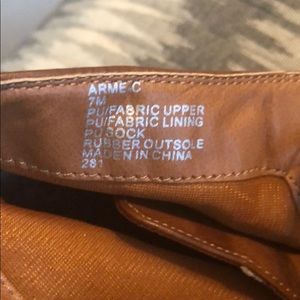 ARME C
7M
PU/FABRIC UPPER
PU/FABRIC LINING
PU SOCK
RUBBER OUTSOLE
MADE IN CHINA
281